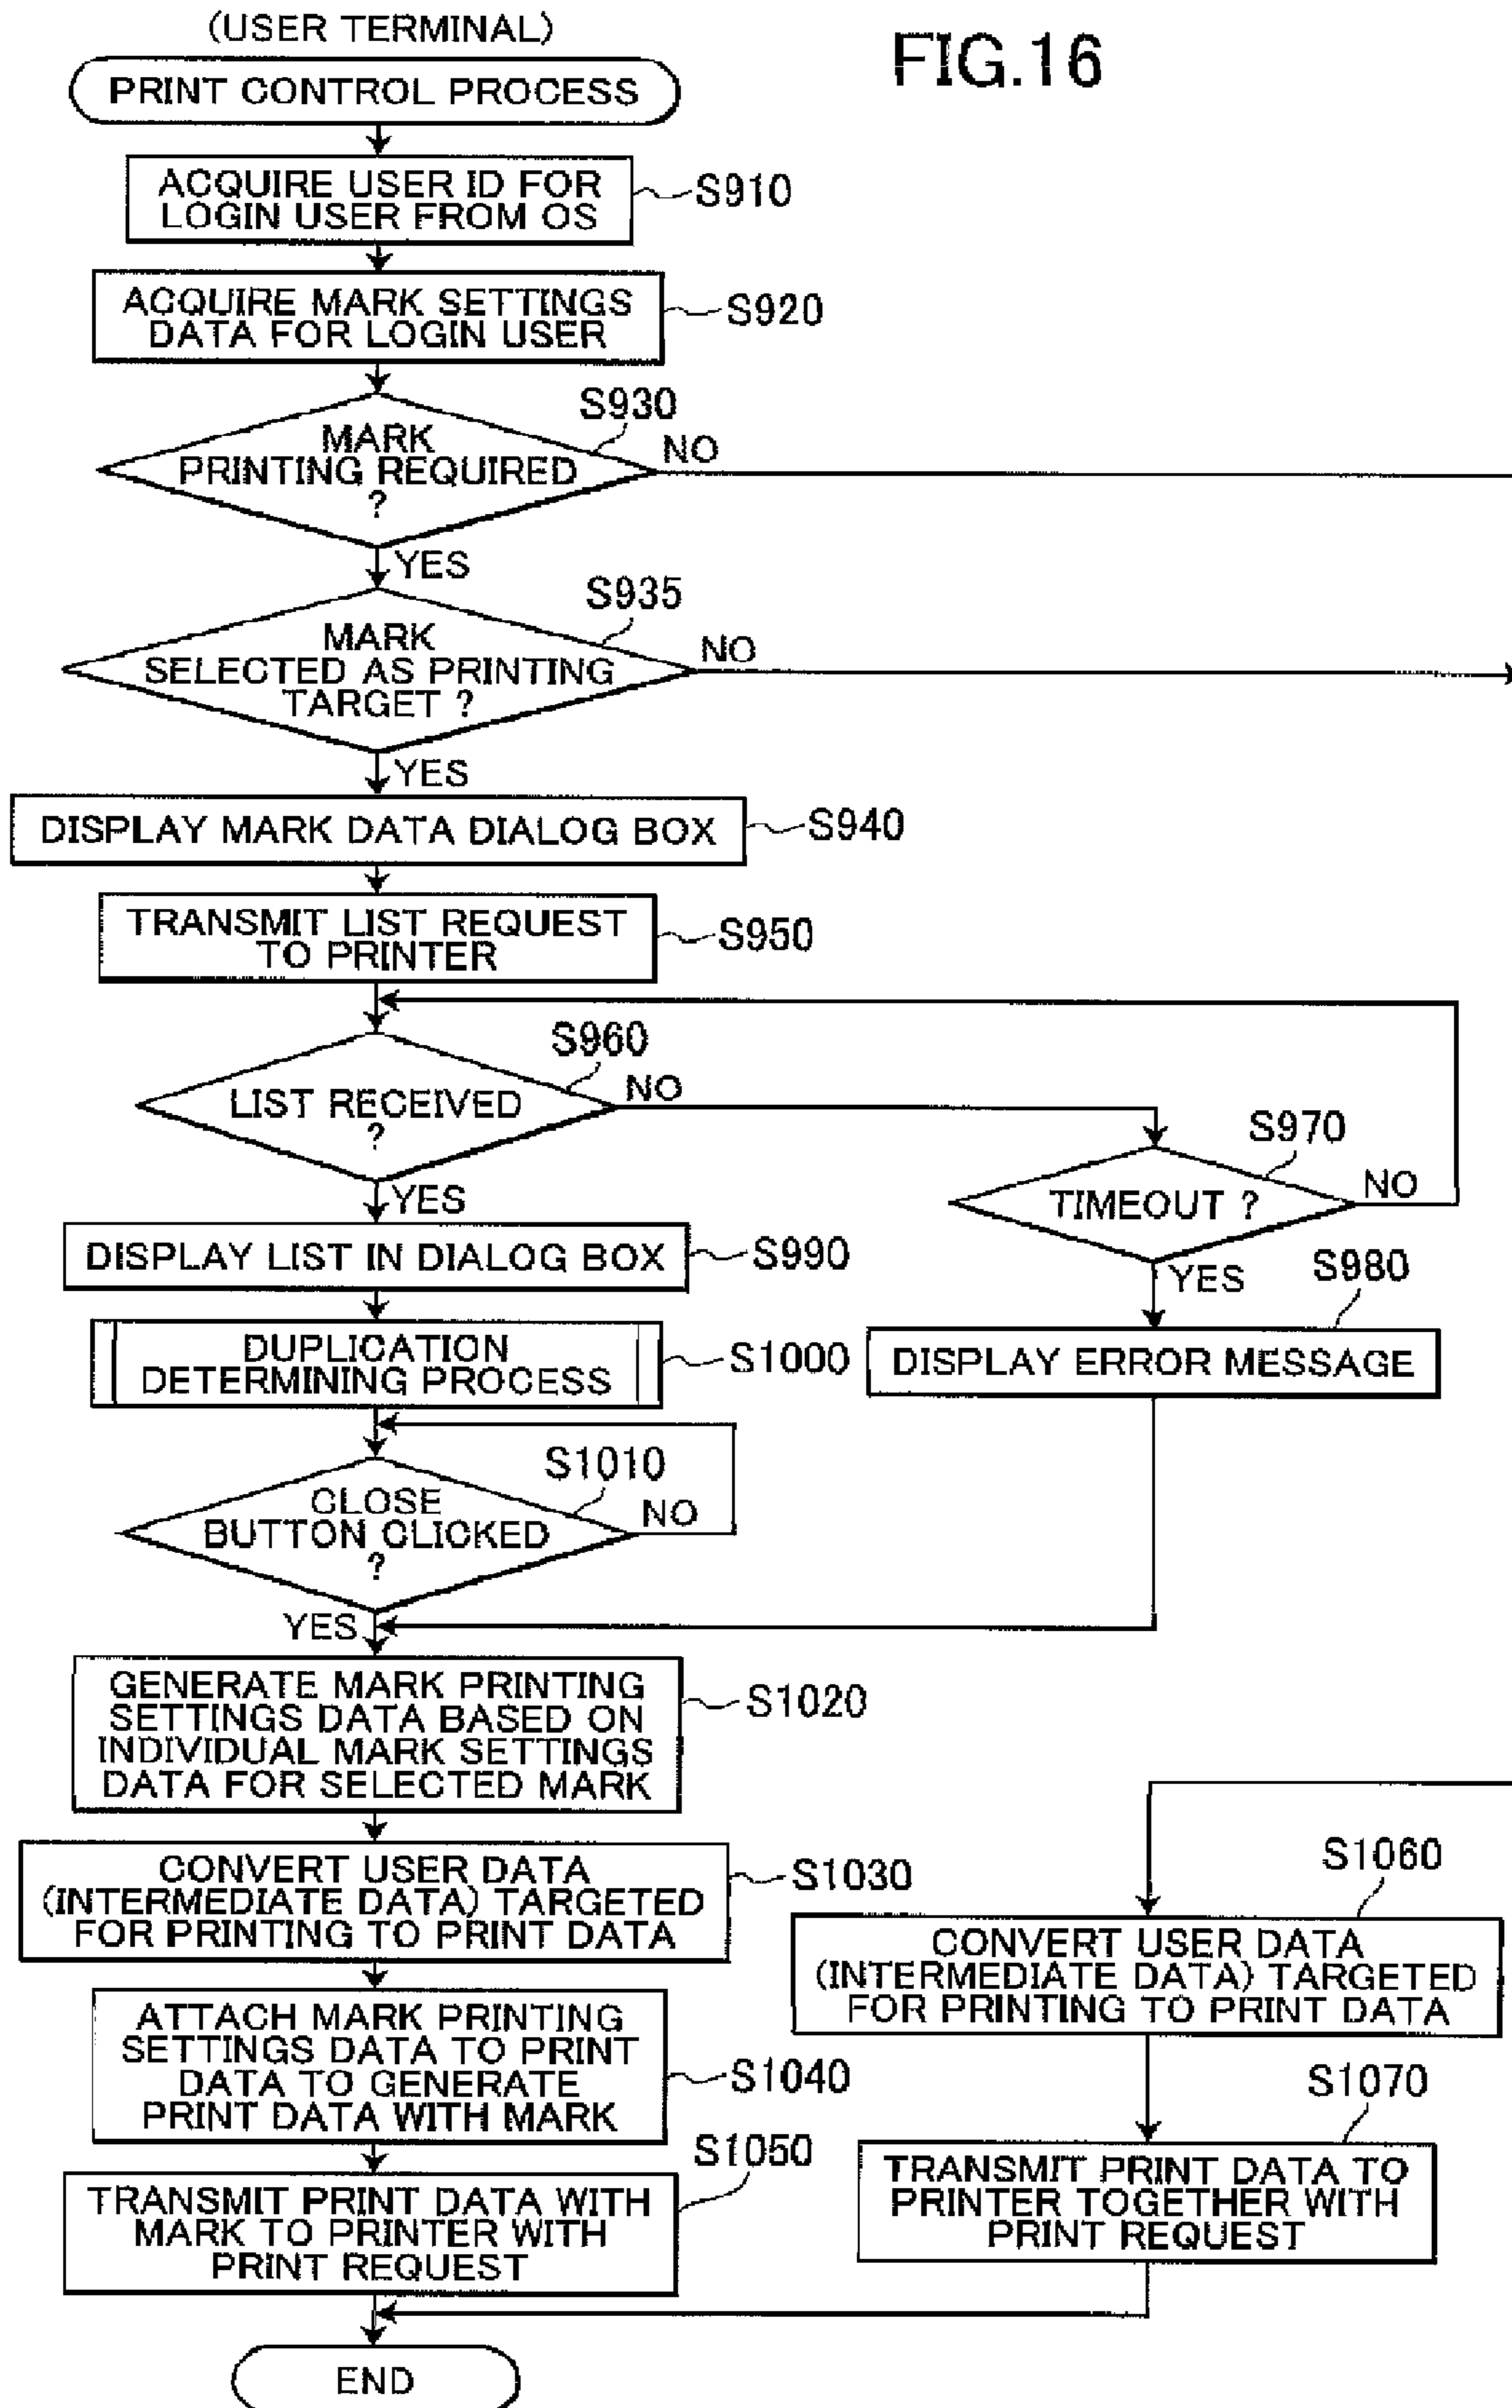 (USER TERMINAL)
FIG.16
PRINT CONTROL PROCESS
ACQUIRE USER ID FOR
LOGIN USER FROM OS
S910
ACQUIRE MARK SETTINGS
DATA FOR LOGIN USER
S920
S930
MARK
PRINTING REQUIRED
?
NO
YES
S935
MARK
SELECTED AS PRINTING
TARGET ?
NO
YES
DISPLAY MARK DATA DIALOG BOX
S940
TRANSMIT LIST REQUEST
TO PRINTER
S950
S960
LIST RECEIVED
?
NO
YES
S970
TIMEOUT ?
NO
YES
S980
DISPLAY ERROR MESSAGE
DISPLAY LIST IN DIALOG BOX
S990
DUPLICATION
DETERMINING PROCESS
S1000
S1010
CLOSE
BUTTON CLICKED
?
NO
YES
GENERATE MARK PRINTING
SETTINGS DATA BASED ON
INDIVIDUAL MARK SETTINGS
DATA FOR SELECTED MARK
S1020
CONVERT USER DATA
(INTERMEDIATE DATA) TARGETED
FOR PRINTING TO PRINT DATA
S1030
ATTACH MARK PRINTING
SETTINGS DATA TO PRINT
DATA TO GENERATE
PRINT DATA WITH MARK
S1040
S1050
TRANSMIT PRINT DATA WITH
MARK TO PRINTER WITH
PRINT REQUEST
S1060
CONVERT USER DATA
(INTERMEDIATE DATA) TARGETED
FOR PRINTING TO PRINT DATA
S1070
TRANSMIT PRINT DATA TO
PRINTER TOGETHER WITH
PRINT REQUEST
END